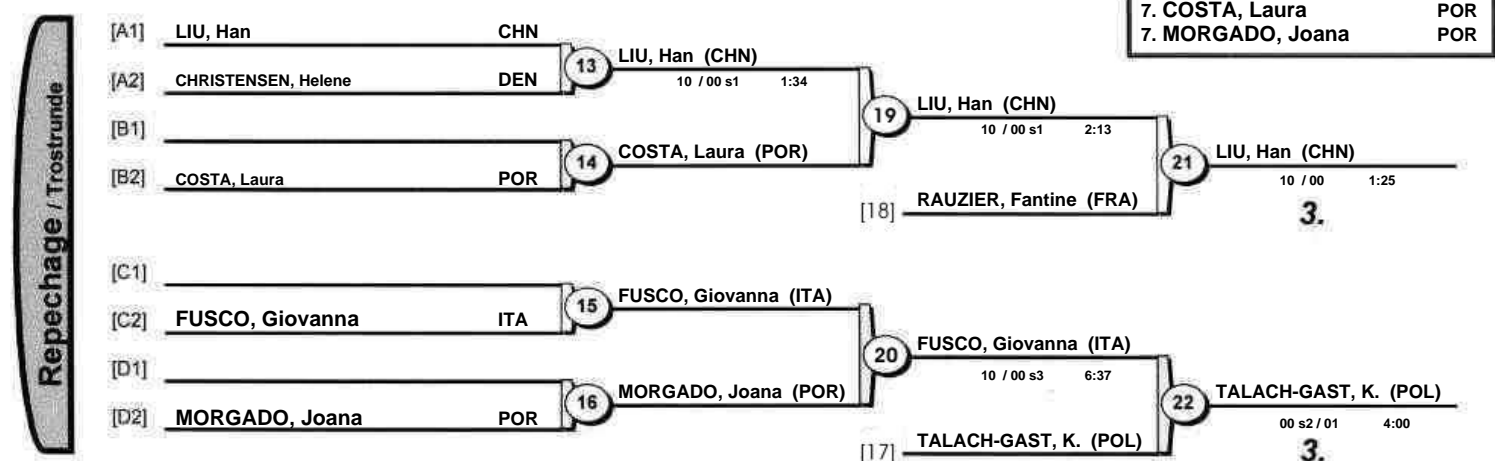 7. COSTA, Laura POR
7. MORGADO, Joana POR
Repechage / Trostrunde
[A1] LIU, Han CHN
13 LIU, Han (CHN)
10 / 00 s1 1:34
[A2] CHRISTENSEN, Helene DEN
19 LIU, Han (CHN)
10 / 00 s1 2:13
[B1]
14 COSTA, Laura (POR)
21 LIU, Han (CHN)
10 / 00 1:25
[B2] COSTA, Laura POR
[18] RAUZIER, Fantine (FRA)
3.
[C1]
15 FUSCO, Giovanna (ITA)
[C2] FUSCO, Giovanna ITA
20 FUSCO, Giovanna (ITA)
10 / 00 s3 6:37
[D1]
16 MORGADO, Joana (POR)
22 TALACH-GAST, K. (POL)
00 s2 / 01 4:00
[D2] MORGADO, Joana POR
[17] TALACH-GAST, K. (POL)
3.